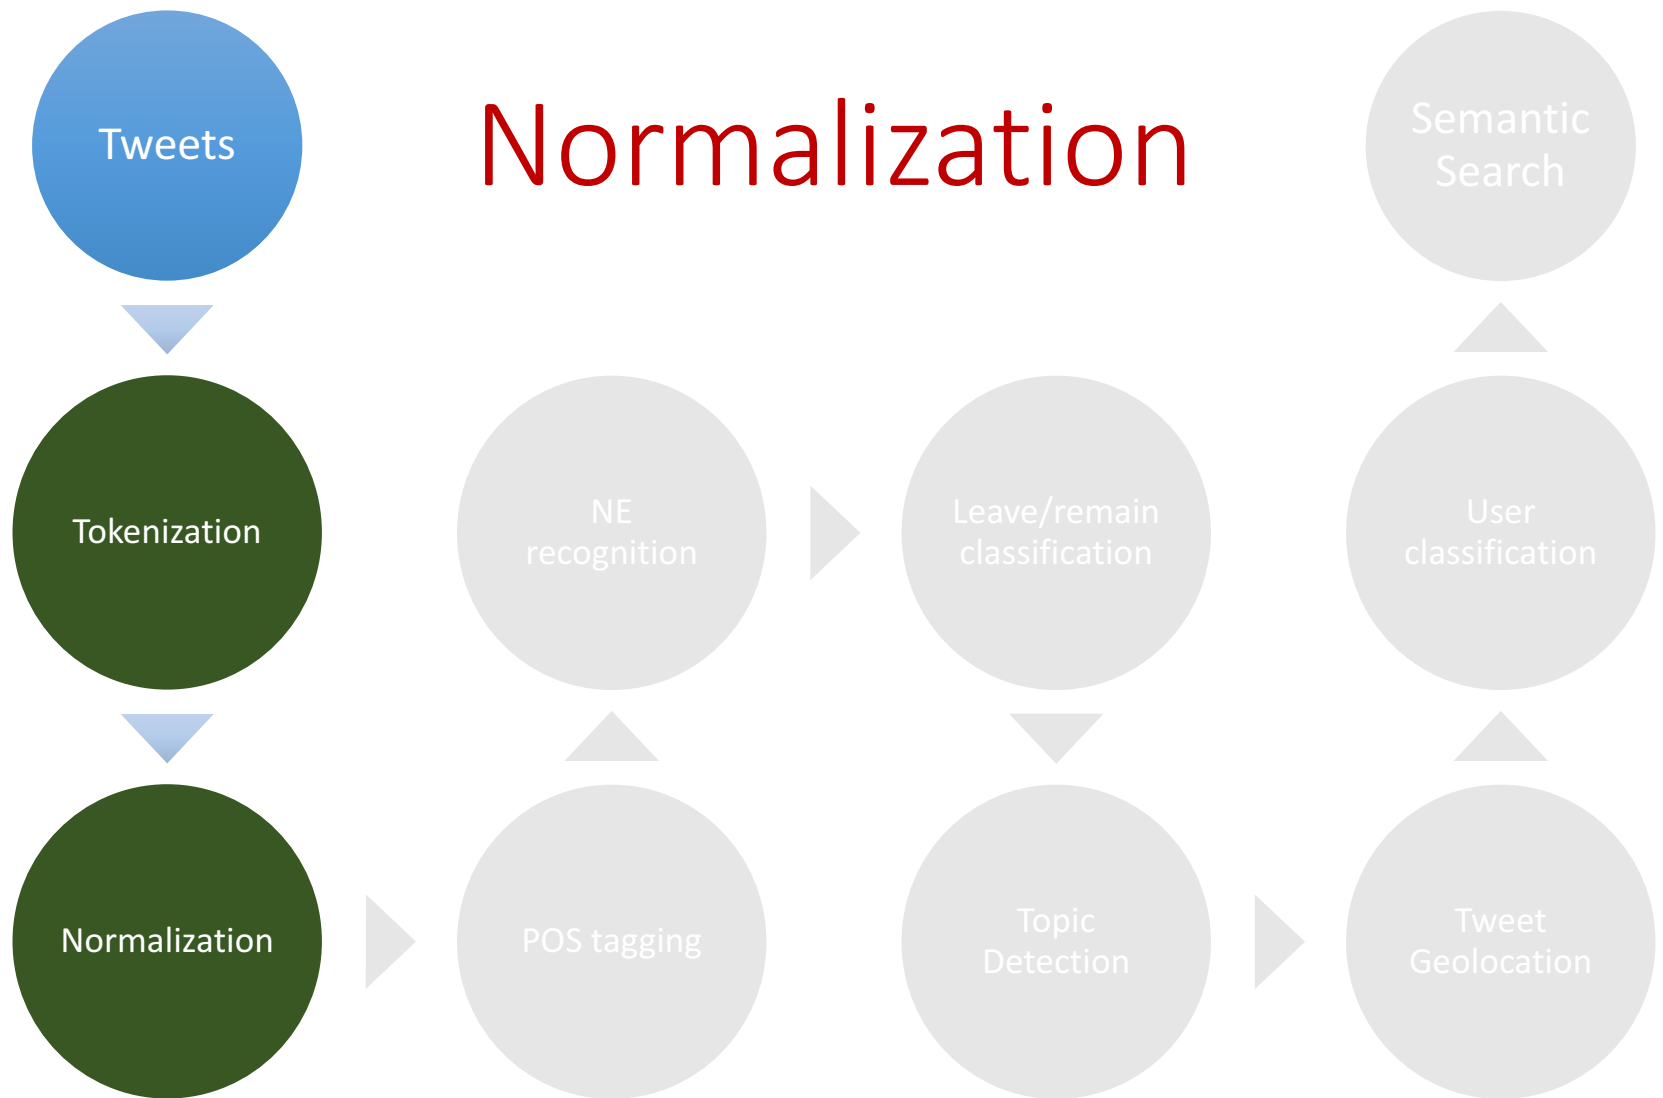 Normalization
Tweets
Tokenization
Normalization
POS tagging
NE
recognition
Leave/remain
classification
Topic
Detection
Tweet
Geolocation
User
classification
Semantic
Search